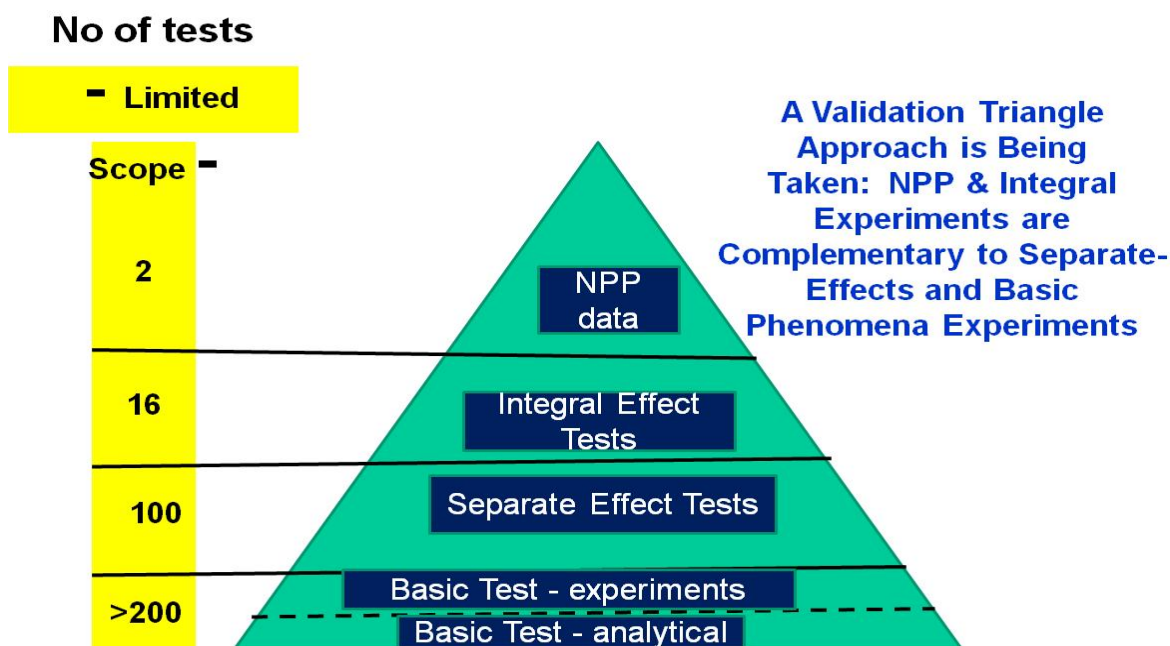 No of tests
- Limited
Scope -
2
16
100
>200
A Validation Triangle
Approach is Being
Taken: NPP & Integral
Experiments are
Complementary to Separate-
Effects and Basic
Phenomena Experiments
NPP
data
Integral Effect
Tests
Separate Effect Tests
Basic Test - experiments
Basic Test - analytical